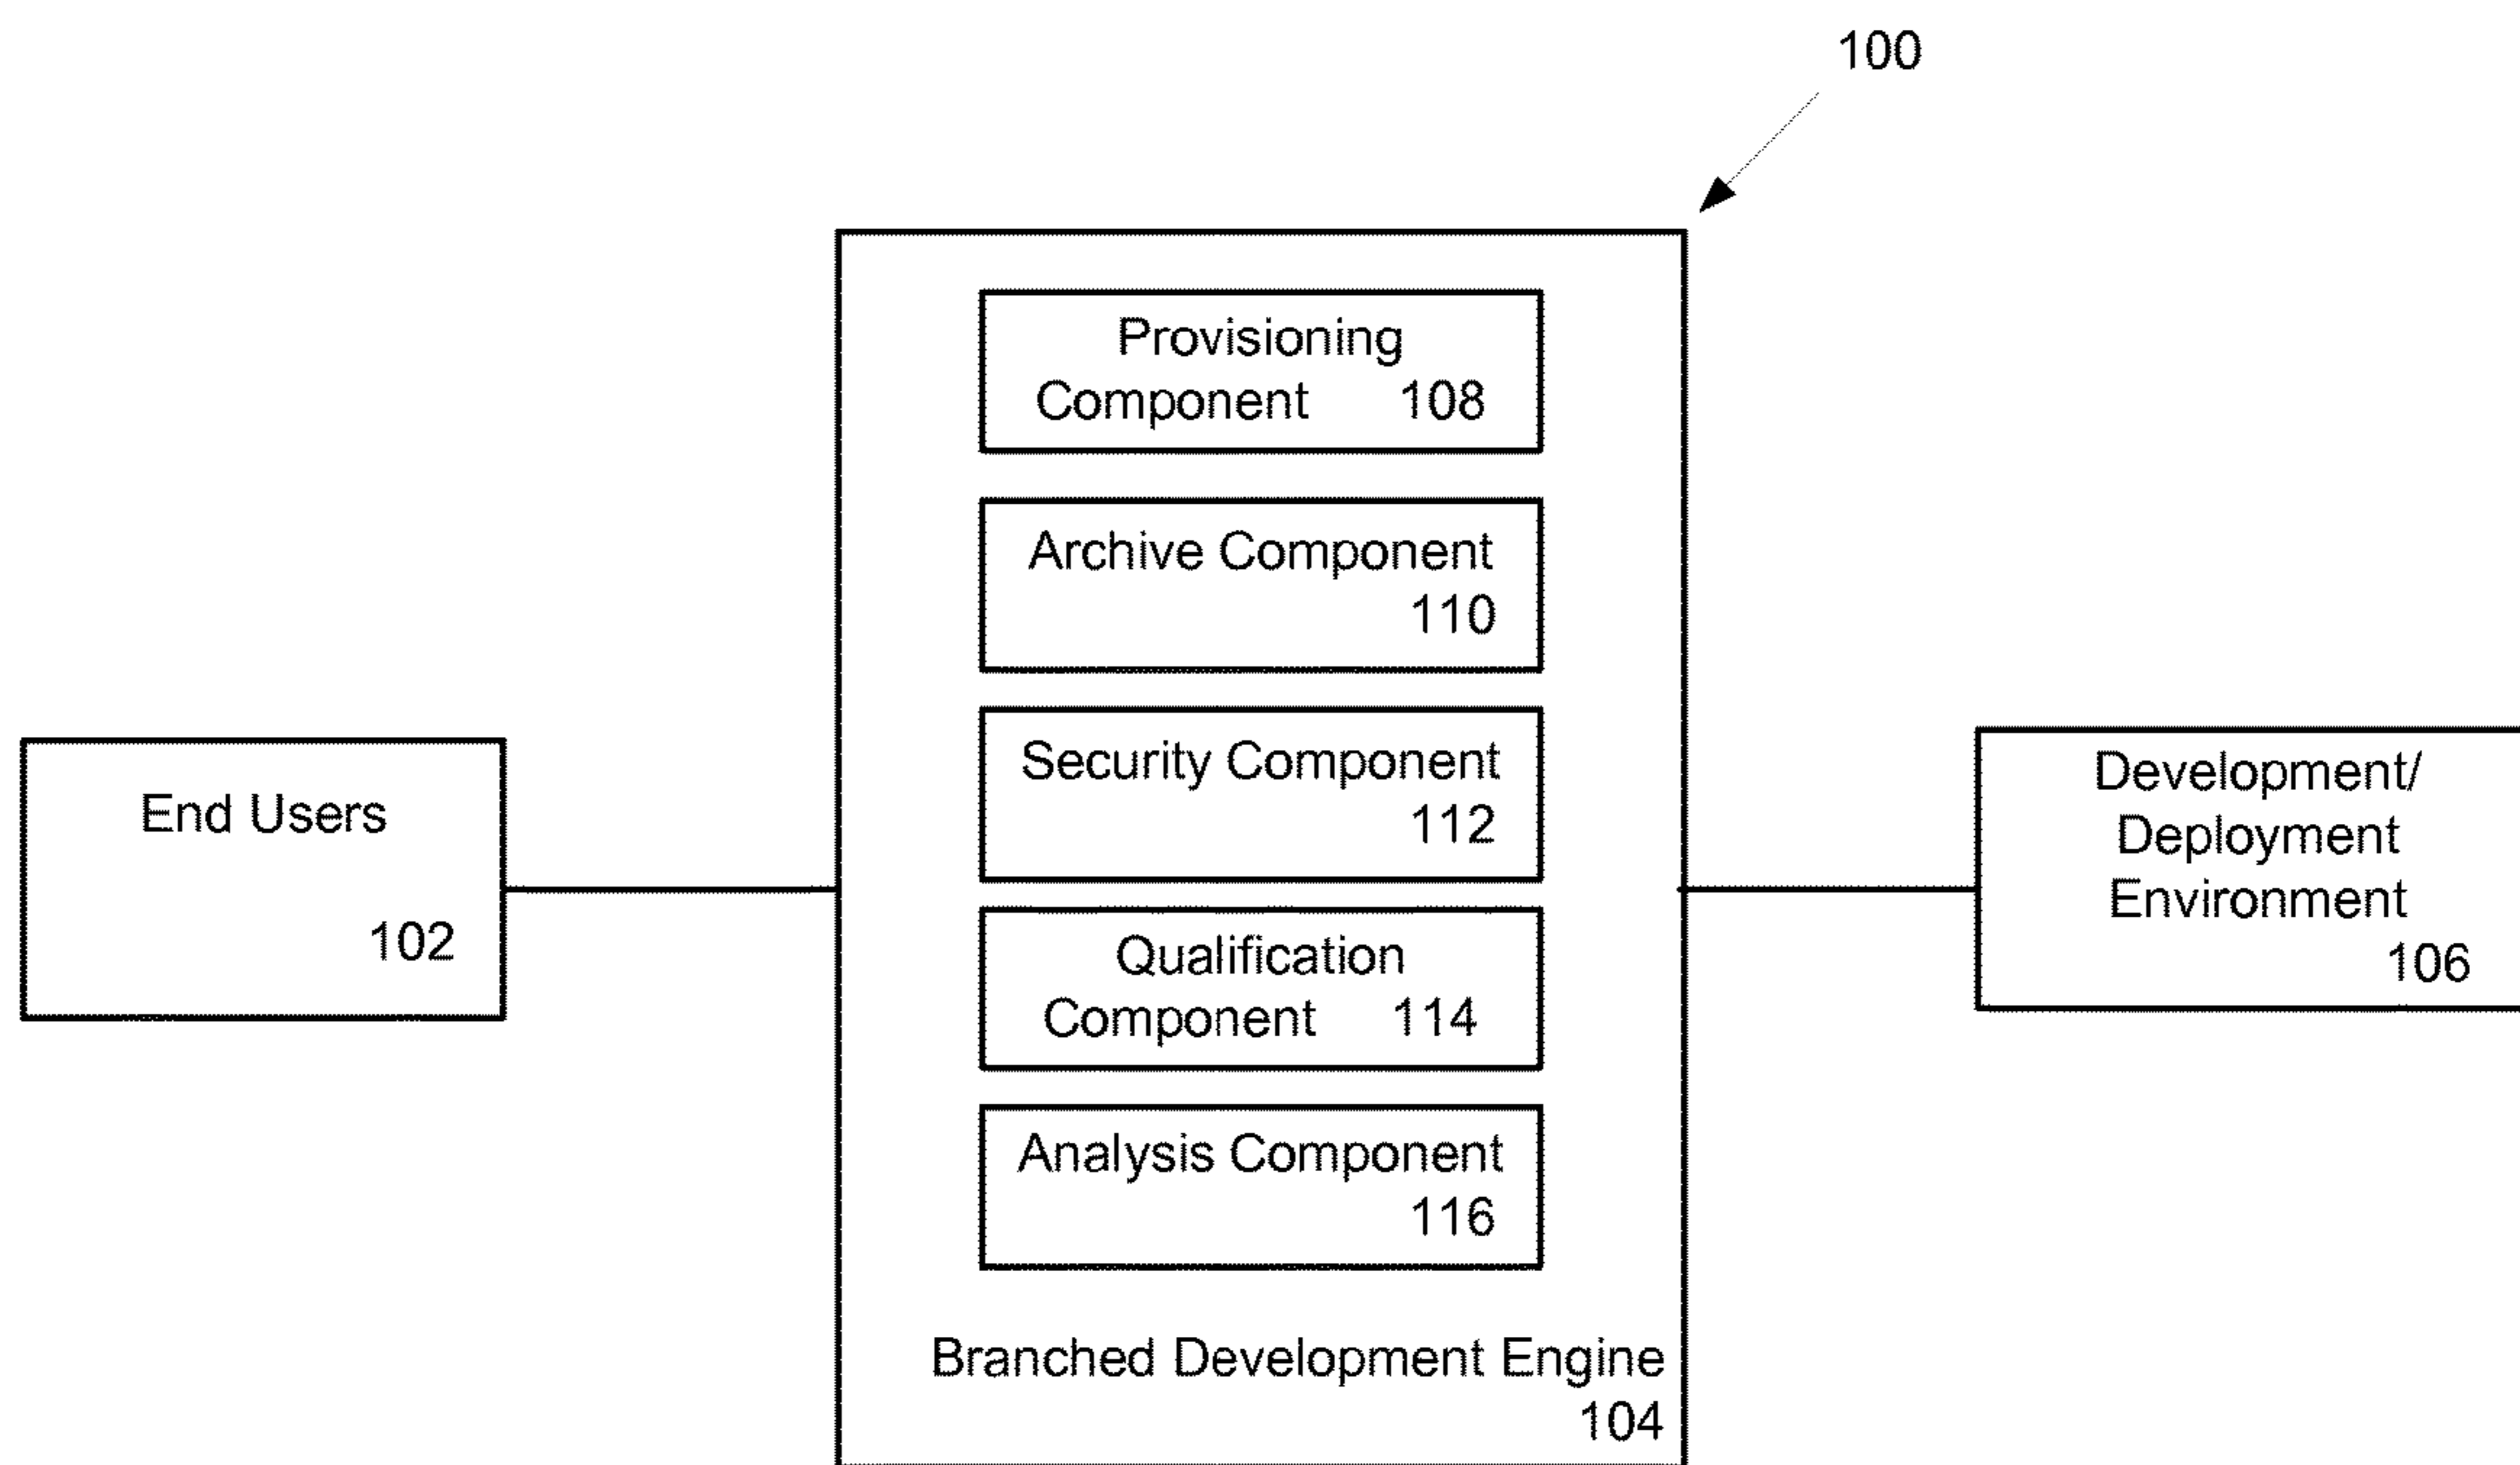 100
Provisioning
Component 108
Archive Component
110
Security Component
112
Qualification
Component 114
Analysis Component
116
Branched Development Engine
104
End Users
102
Development/
Deployment
Environment
106